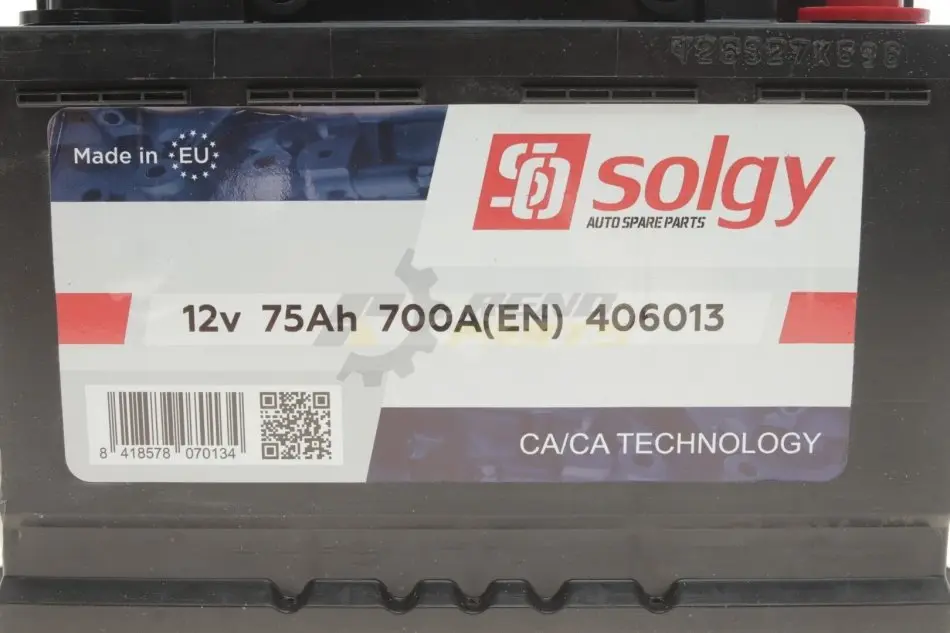 Made in EU
solgy
AUTO SPARE PARTS
12v 75Ah 700A(EN) 406013
8 418578 070134
CA/CA TECHNOLOGY